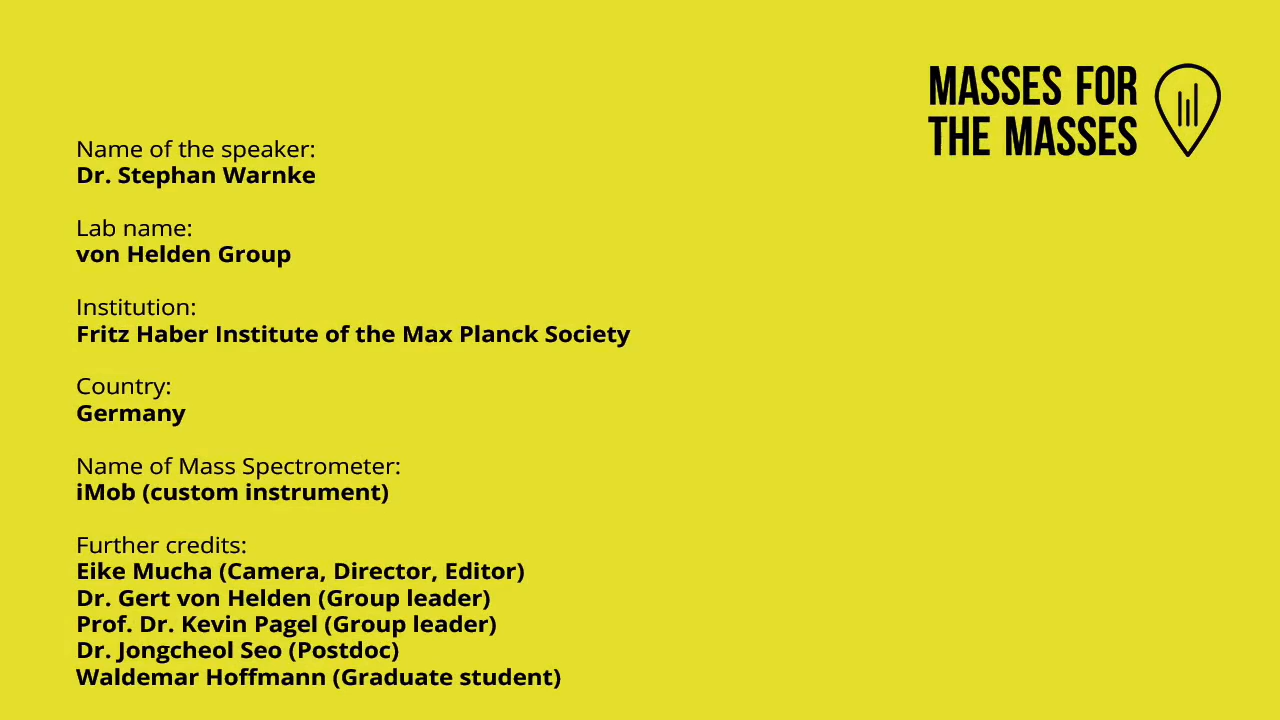 MASSES FOR
THE MASSES
Name of the speaker:
Dr. Stephan Warnke
Lab name:
von Helden Group
Institution:
Fritz Haber Institute of the Max Planck Society
Country:
Germany
Name of Mass Spectrometer:
iMob (custom instrument)
Further credits:
Eike Mucha (Camera, Director, Editor)
Dr. Gert von Helden (Group leader)
Prof. Dr. Kevin Pagel (Group leader)
Dr. Jongcheol Seo (Postdoc)
Waldemar Hoffmann (Graduate student)